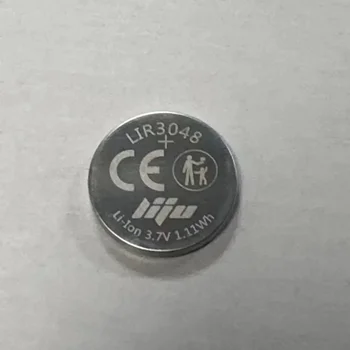 LIR3048
+
CE
liju
Li-Ion 3.7V 1.11Wh